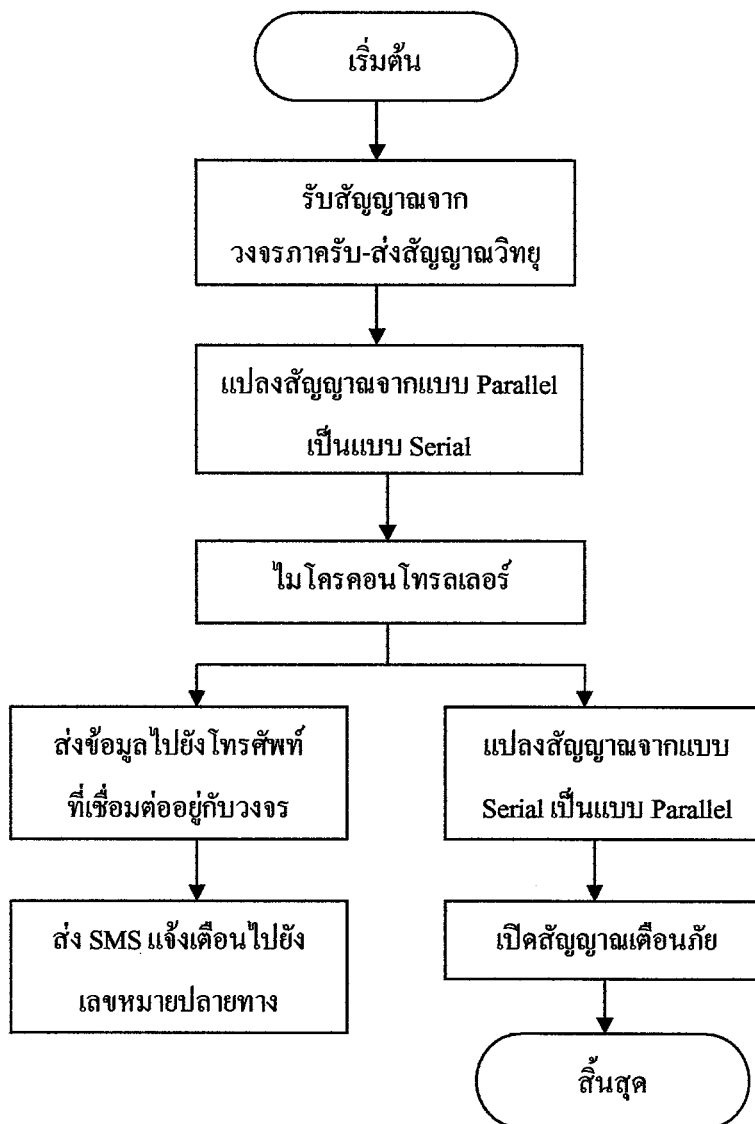 เริ่มต้น
รับสัญญาณจาก
วงจรภาครับ-ส่งสัญญาณวิทยุ
แปลงสัญญาณจากแบบ Parallel
เป็นแบบ Serial
ไมโครคอนโทรลเลอร์
ส่งข้อมูลไปยังโทรศัพท์
ที่เชื่อมต่ออยู่กับวงจร
ส่ง SMS แจ้งเตือนไปยัง
เลขหมายปลายทาง
แปลงสัญญาณจากแบบ
Serial เป็นแบบ Parallel
เปิดสัญญาณเตือนภัย
สิ้นสุด